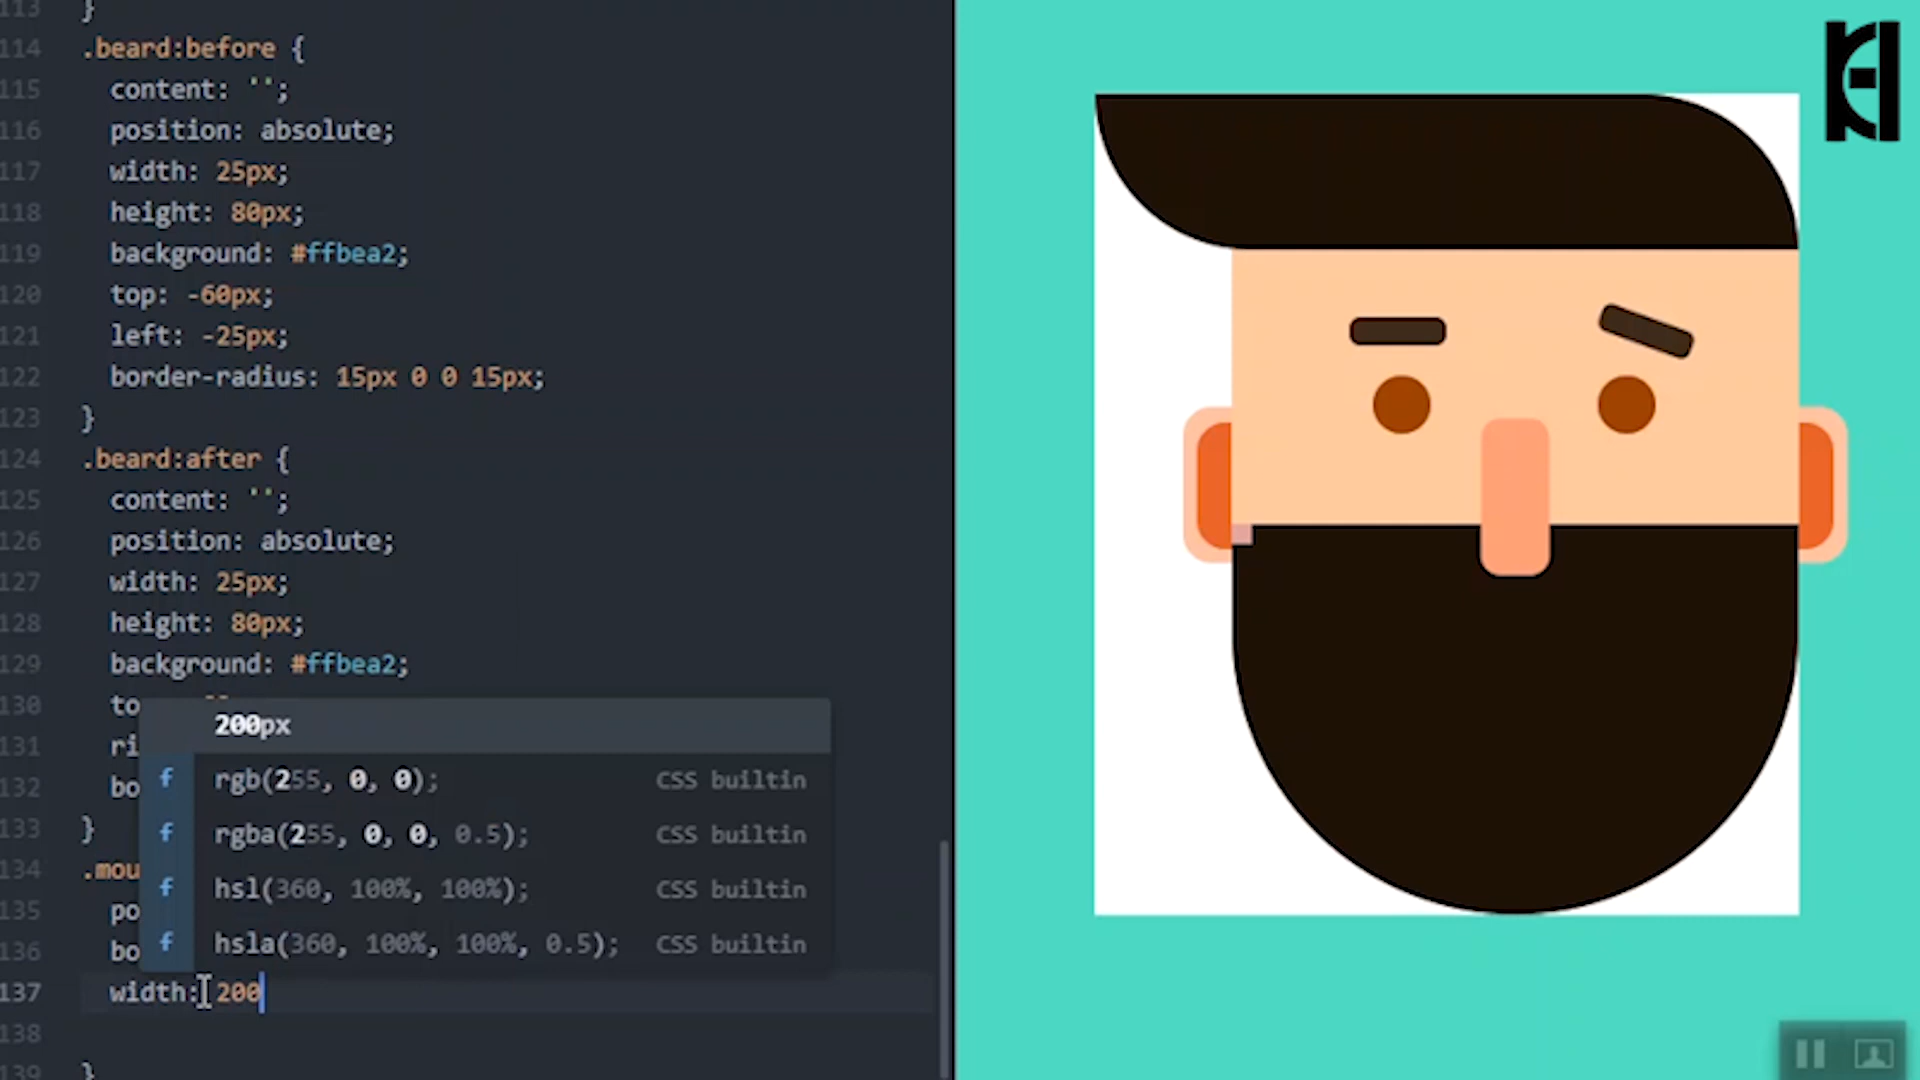 113 }
114 .beard:before {
115 content: '';
116 position: absolute;
117 width: 25px;
118 height: 80px;
119 background: #ffbea2;
120 top: -60px;
121 left: -25px;
122 border-radius: 15px 0 0 15px;
123 }
124 .beard:after {
125 content: '';
126 position: absolute;
127 width: 25px;
128 height: 80px;
129 background: #ffbea2;
130 to
200px
131 ri
f rgb(255, 0, 0); CSS builtin
132 bo
133 }
f rgba(255, 0, 0, 0.5); CSS builtin
134 .mou
f hsl(360, 100%, 100%); CSS builtin
135 po
136 bo
f hsla(360, 100%, 100%, 0.5); CSS builtin
137 width: 200
138
139 }